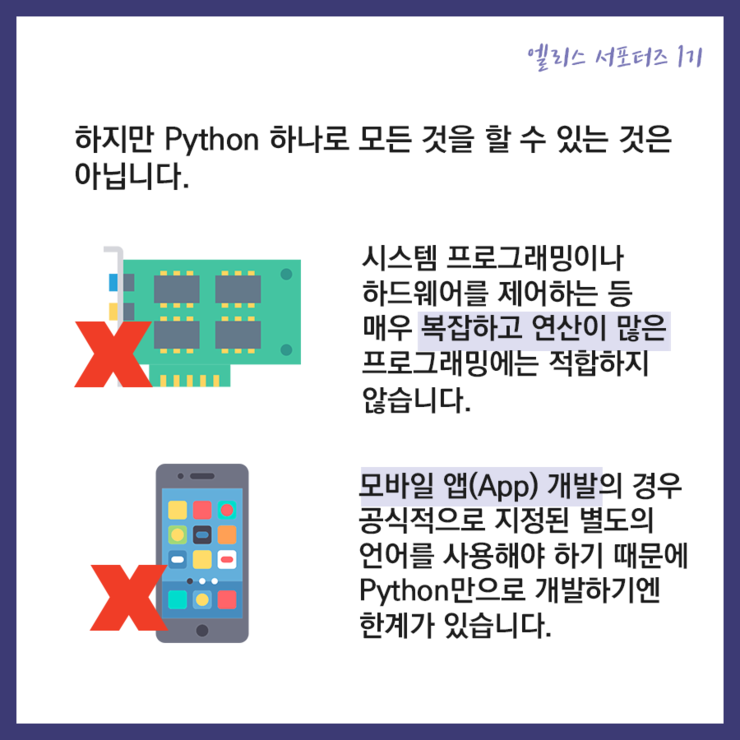 엘리스 서포터즈 1기
하지만 Python 하나로 모든 것을 할 수 있는 것은
아닙니다.
시스템 프로그래밍이나
하드웨어를 제어하는 등
매우 복잡하고 연산이 많은
프로그래밍에는 적합하지
않습니다.
모바일 앱(App) 개발의 경우
공식적으로 지정된 별도의
언어를 사용해야 하기 때문에
Python만으로 개발하기엔
한계가 있습니다.